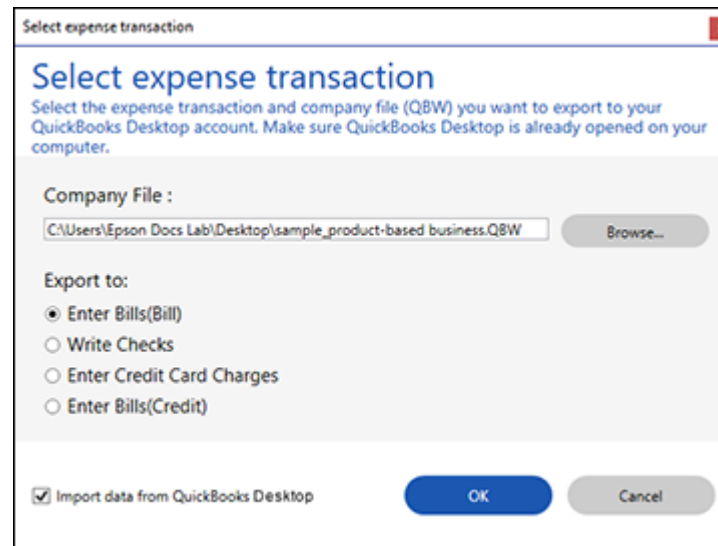 Select expense transaction
Select expense transaction
Select the expense transaction and company file (QBW) you want to export to your
QuickBooks Desktop account. Make sure QuickBooks Desktop is already opened on your
computer.
Company File :
C:\Users\Epson Docs Lab\Desktop\sample_product-based business.QBW
Browse...
Export to:
Enter Bills(Bill)
Write Checks
Enter Credit Card Charges
Enter Bills(Credit)
Import data from QuickBooks Desktop
OK
Cancel